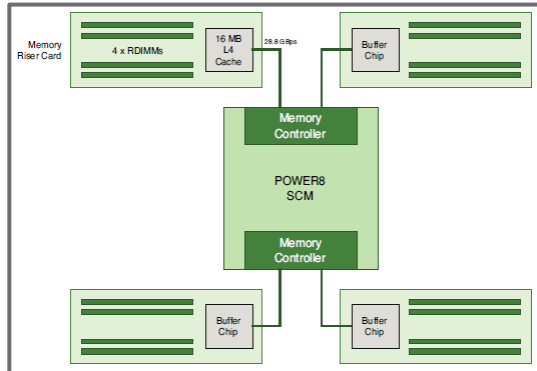 Memory
Riser Card
4 x RDIMMs
16 MB
L4
Cache
28.8 GBps
Buffer
Chip
Memory
Controller
POWER8
SCM
Memory
Controller
Buffer
Chip
Buffer
Chip